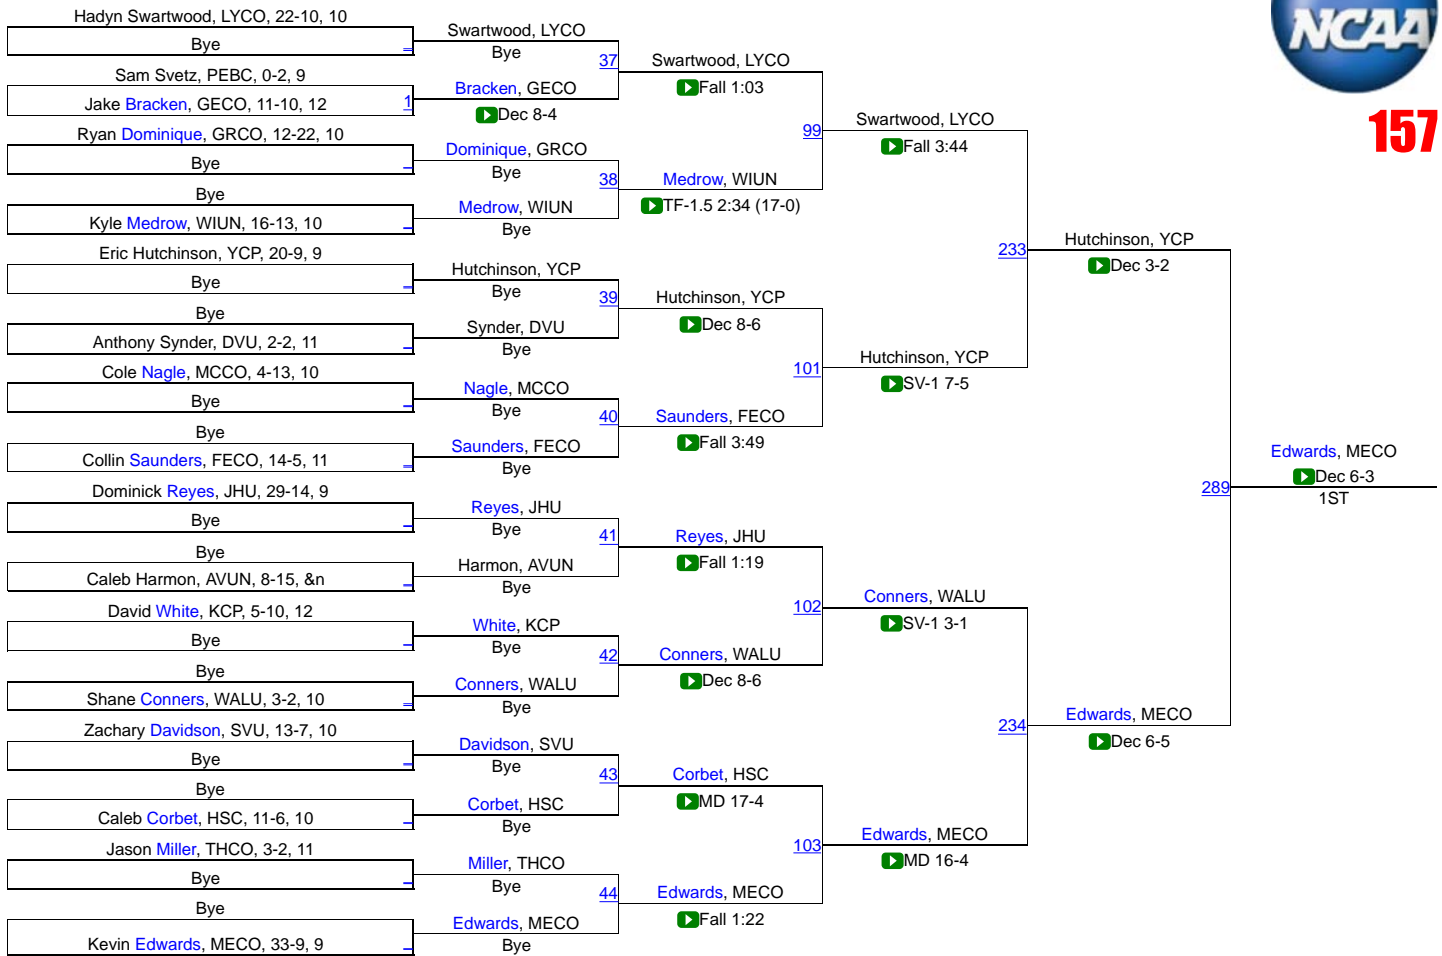 NCAA
157
Hadyn Swartwood, LYCO, 22-10, 10
Bye
Sam Svetz, PEBC, 0-2, 9
1
Jake Bracken, GECO, 11-10, 12
Ryan Dominique, GRCO, 12-22, 10
Bye
Bye
Kyle Medrow, WIUN, 16-13, 10
Eric Hutchinson, YCP, 20-9, 9
Bye
Bye
Anthony Synder, DVU, 2-2, 11
Cole Nagle, MCCO, 4-13, 10
Bye
Bye
Collin Saunders, FECO, 14-5, 11
Dominick Reyes, JHU, 29-14, 9
Bye
Bye
Caleb Harmon, AVUN, 8-15, &n
David White, KCP, 5-10, 12
Bye
Bye
Shane Conners, WALU, 3-2, 10
Zachary Davidson, SVU, 13-7, 10
Bye
Bye
Caleb Corbet, HSC, 11-6, 10
Jason Miller, THCO, 3-2, 11
Bye
Bye
Kevin Edwards, MECO, 33-9, 9
Swartwood, LYCO
Bye
37
Bracken, GECO
Dec 8-4
Dominique, GRCO
Bye
38
Medrow, WIUN
Bye
Hutchinson, YCP
Bye
39
Synder, DVU
Bye
Nagle, MCCO
Bye
40
Saunders, FECO
Bye
Reyes, JHU
Bye
41
Harmon, AVUN
Bye
White, KCP
Bye
42
Conners, WALU
Bye
Davidson, SVU
Bye
43
Corbet, HSC
Bye
Miller, THCO
Bye
44
Edwards, MECO
Bye
Swartwood, LYCO
Fall 1:03
99
Medrow, WIUN
TF-1.5 2:34 (17-0)
Hutchinson, YCP
Dec 8-6
101
Saunders, FECO
Fall 3:49
Reyes, JHU
Fall 1:19
102
Conners, WALU
Dec 8-6
Corbet, HSC
MD 17-4
103
Edwards, MECO
Fall 1:22
Swartwood, LYCO
Fall 3:44
233
Hutchinson, YCP
SV-1 7-5
Conners, WALU
SV-1 3-1
234
Edwards, MECO
MD 16-4
Hutchinson, YCP
Dec 3-2
289
Edwards, MECO
Dec 6-5
Edwards, MECO
Dec 6-3
1ST